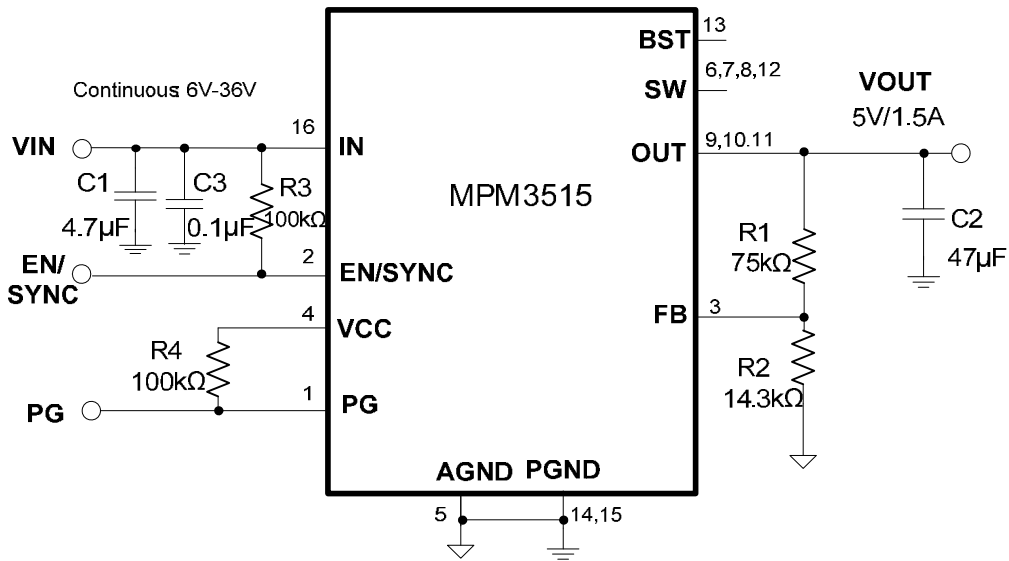 13
BST
6,7,8,12
SW
VOUT
Continuous: 6V-36V
5V/1.5A
16
VIN
IN
9,10.11
OUT
C1
C3
R3
MPM3515
4.7µF
0.1µF
100kΩ
C2
R1
47µF
75kΩ
EN/
SYNC
2
EN/SYNC
4
VCC
3
FB
R4
100kΩ
R2
14.3kΩ
1
PG
PG
AGND
PGND
5
14,15